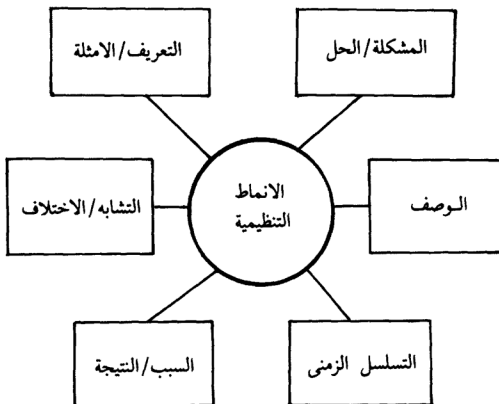 المشكلة/الحل
التعريف/الامثلة
الوصف
الانماط
التنظيمية
التشابه/الاختلاف
التسلسل الزمنى
السبب/النتيجة